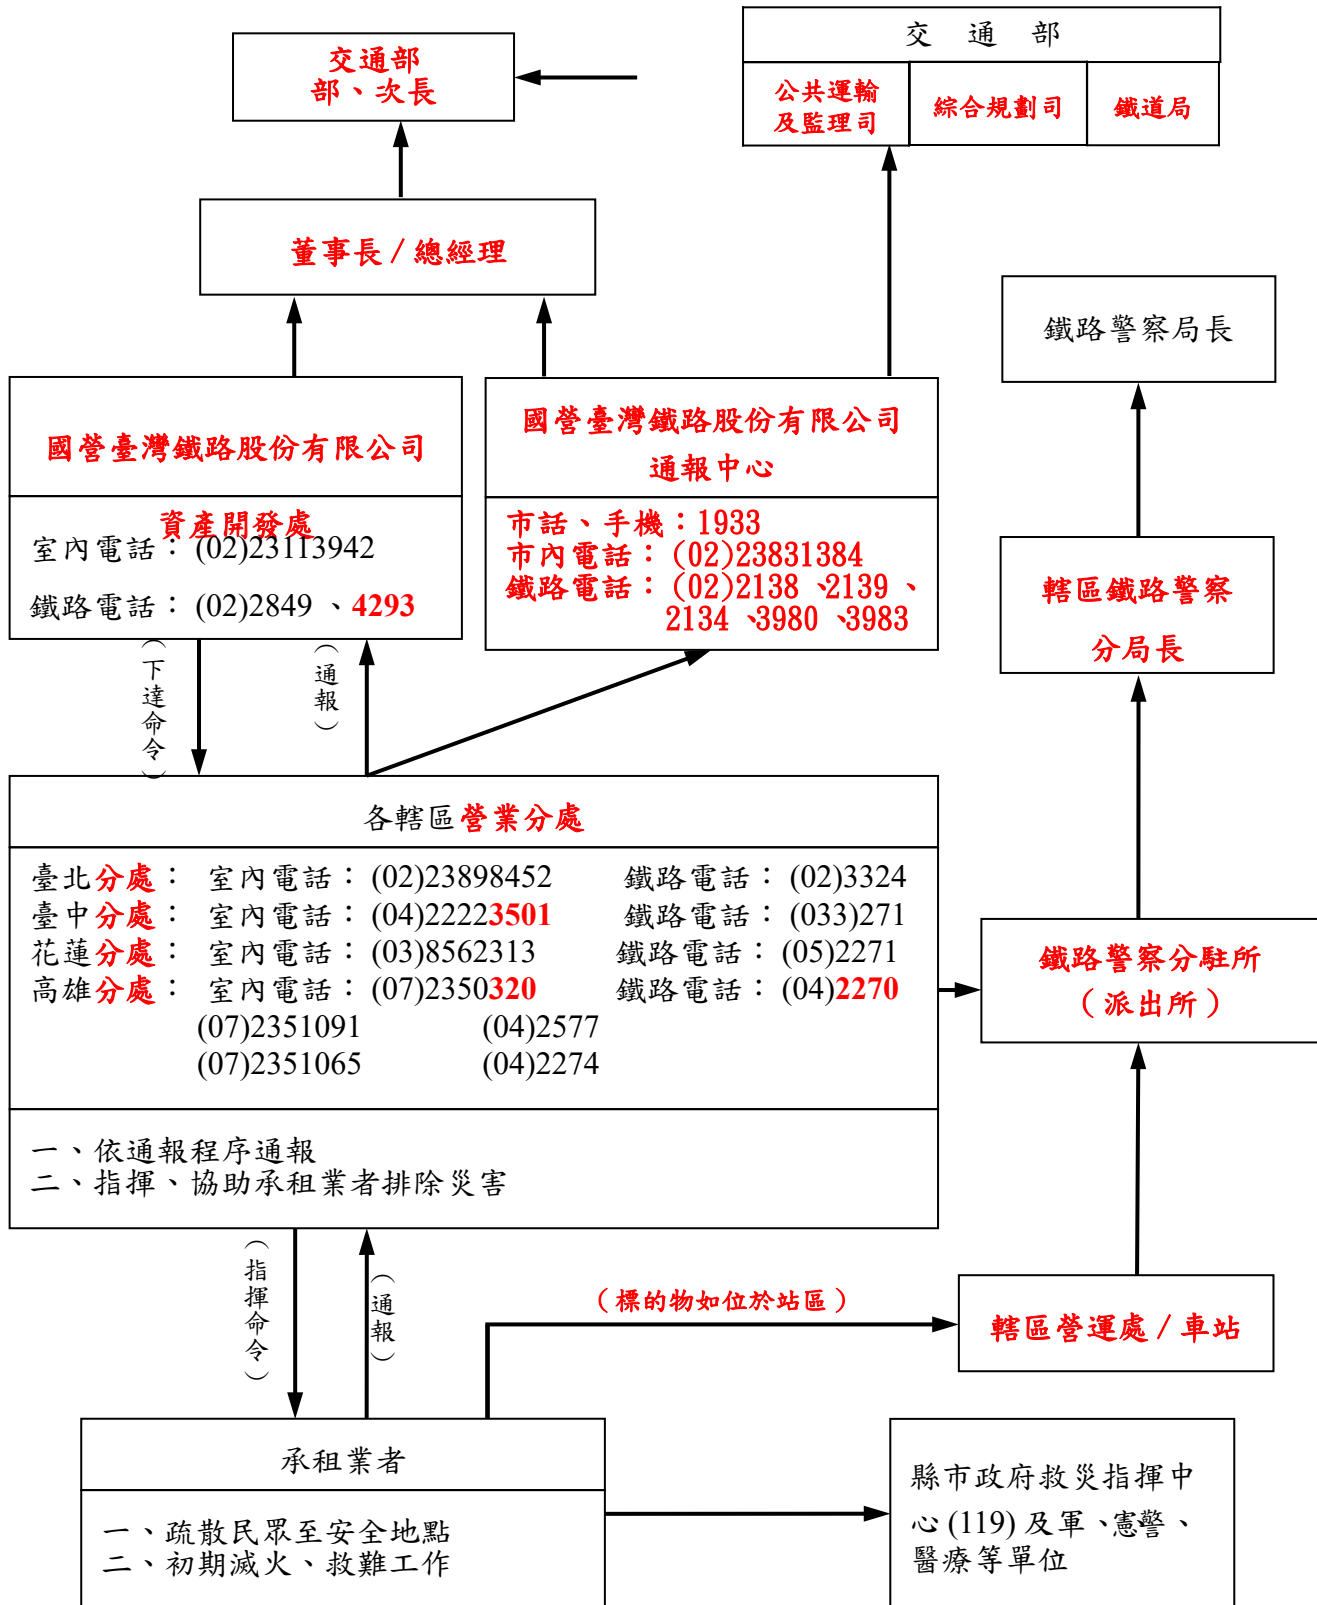 交通部
部、次長
交 通 部
公共運輸
及監理司
綜合規劃司
鐵道局
董事長/總經理
鐵路警察局長
國營臺灣鐵路股份有限公司
資產開發處
室內電話：(02)23113942
鐵路電話：(02)2849、4293
國營臺灣鐵路股份有限公司
通報中心
市話、手機：1933
市內電話：(02)23831384
鐵路電話：(02)2138、2139、
2134、3980、3983
轄區鐵路警察
分局長
（下達命令）
（通報）
各轄區營業分處
臺北分處： 室內電話：(02)23898452 鐵路電話：(02)3324
臺中分處： 室內電話：(04)22223501 鐵路電話：(033)271
花蓮分處： 室內電話：(03)8562313 鐵路電話：(05)2271
高雄分處： 室內電話：(07)2350320 鐵路電話：(04)2270
(07)2351091 (04)2577
(07)2351065 (04)2274
一、依通報程序通報
二、指揮、協助承租業者排除災害
鐵路警察分駐所
（派出所）
（指揮命令）
（通報）
（標的物如位於站區）
轄區營運處/車站
承租業者
一、疏散民眾至安全地點
二、初期滅火、救難工作
縣市政府救災指揮中
心(119)及軍、憲警、
醫療等單位